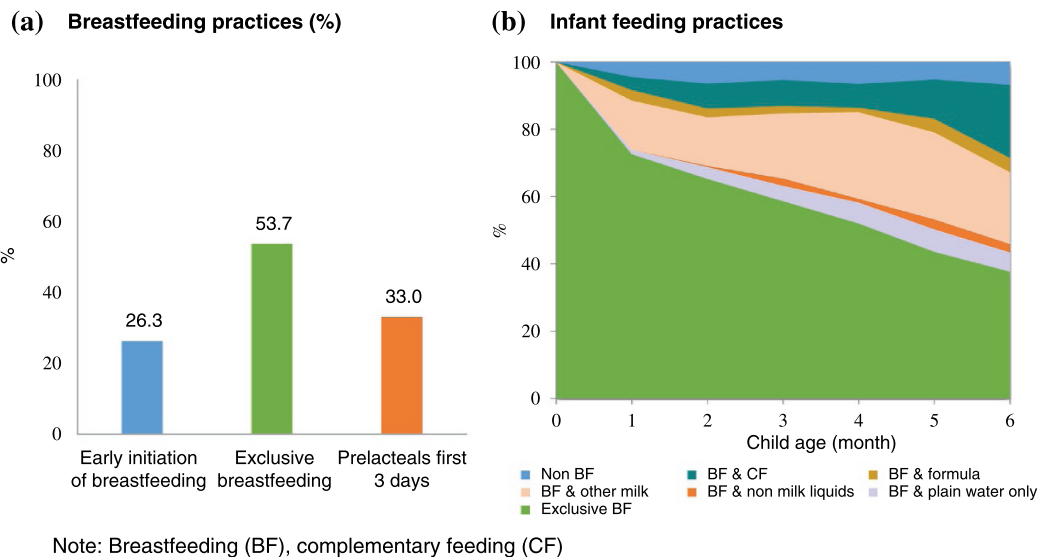 (a) Breastfeeding practices (%)
100
80
60
40
20
0
%
26.3
53.7
33.0
Early initiation
of breastfeeding
Exclusive
breastfeeding
Prelacteals first
3 days
(b) Infant feeding practices
100
80
60
40
20
0
%
0 1 2 3 4 5 6
Child age (month)
Non BF
BF & CF
BF & formula
BF & other milk
BF & non milk liquids
BF & plain water only
Exclusive BF
Note: Breastfeeding (BF), complementary feeding (CF)